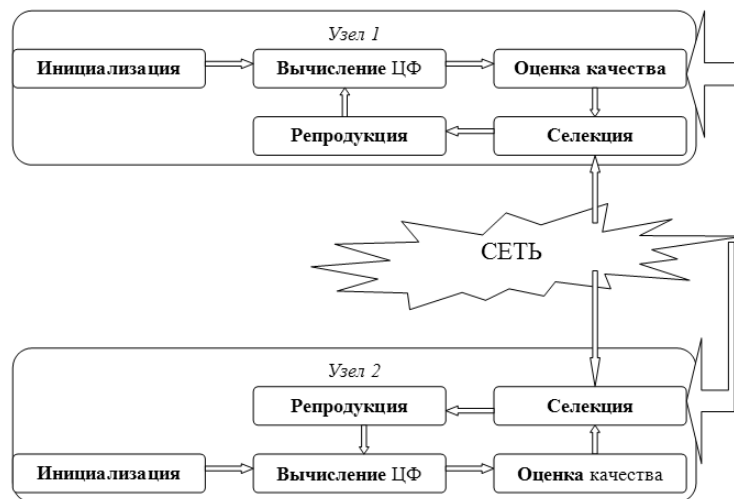 Узел 1
Инициализация
Вычисление ЦФ
Оценка качества
Репродукция
Селекция
СЕТЬ
Узел 2
Репродукция
Селекция
Инициализация
Вычисление ЦФ
Оценка качества